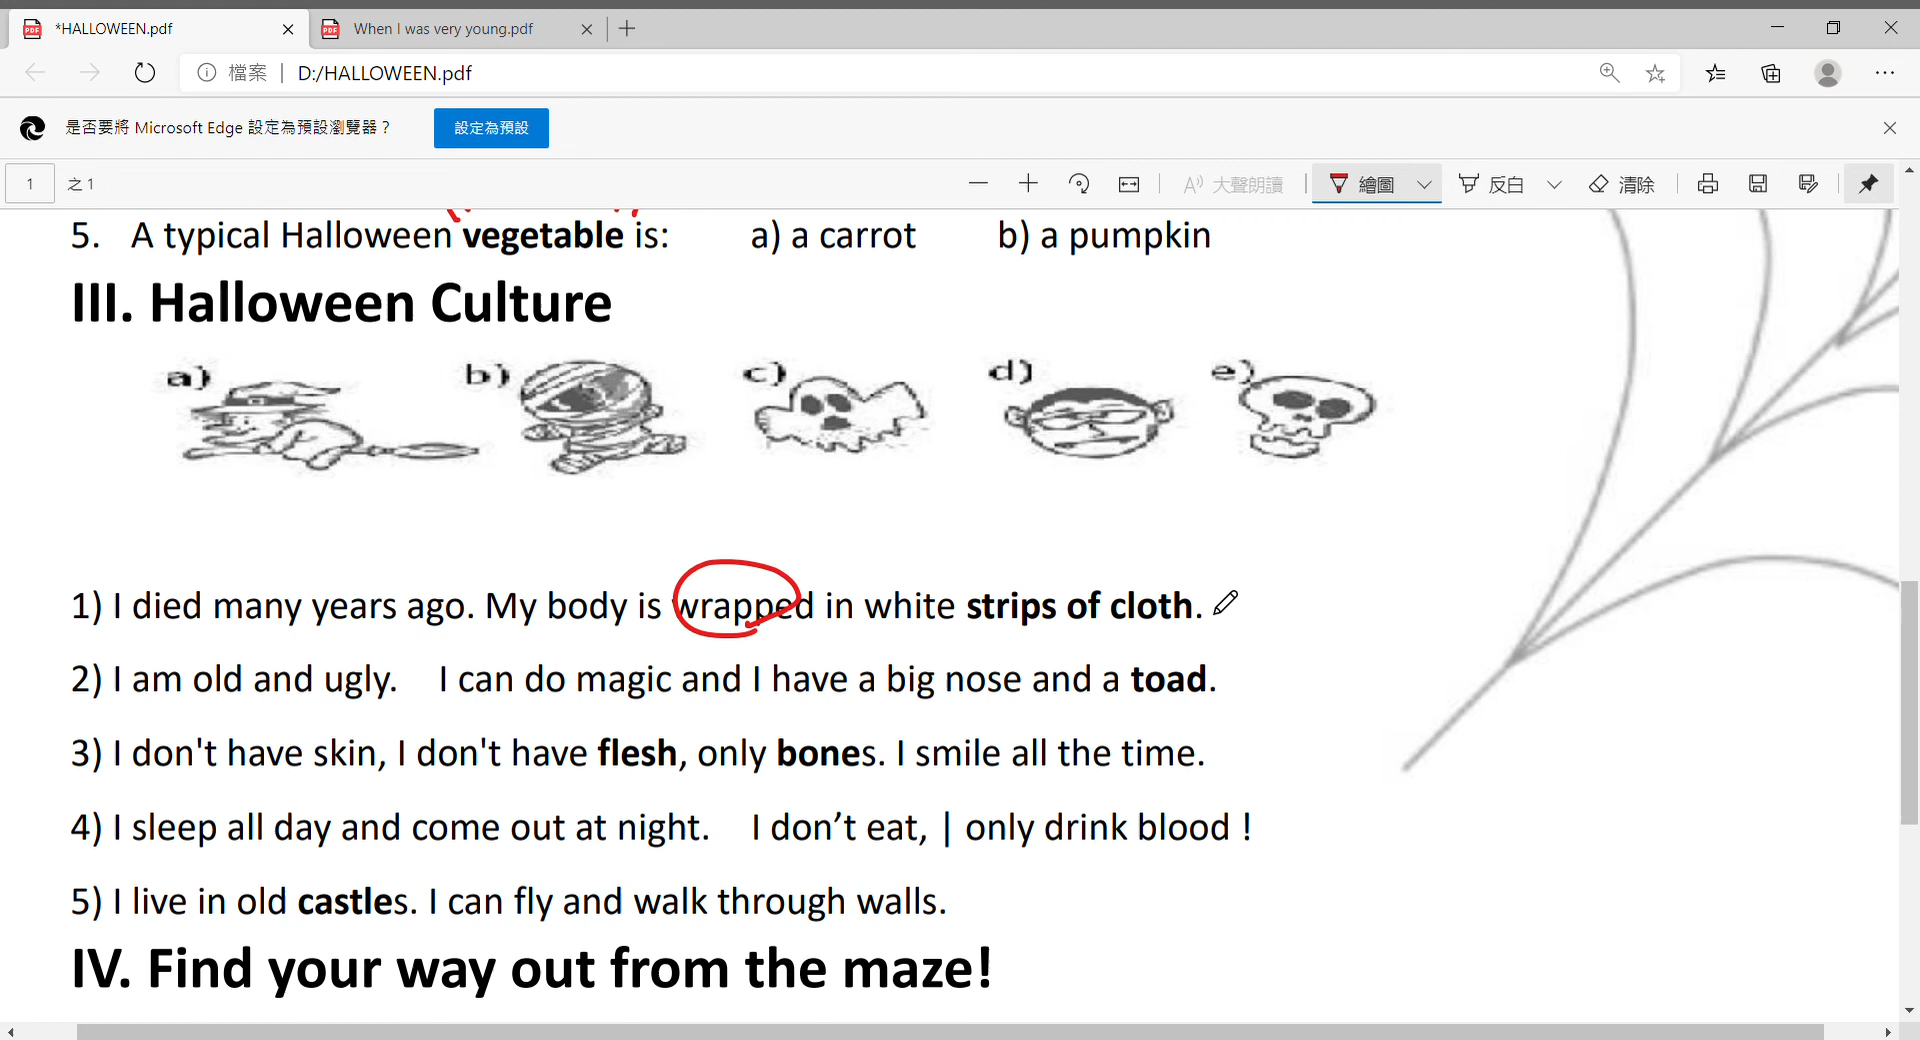 *HALLOWEEN.pdf
When I was very young.pdf
檔案 | D:/HALLOWEEN.pdf
是否要將 Microsoft Edge 設定為預設瀏覽器？ 設定為預設
1 之 1 大聲朗讀 繪圖 反白 清除
5. A typical Halloween vegetable is: a) a carrot b) a pumpkin
III. Halloween Culture
a) b) c) d) e)
1) I died many years ago. My body is wrapped in white strips of cloth.
2) I am old and ugly. I can do magic and I have a big nose and a toad.
3) I don't have skin, I don't have flesh, only bones. I smile all the time.
4) I sleep all day and come out at night. I don’t eat, | only drink blood !
5) I live in old castles. I can fly and walk through walls.
IV. Find your way out from the maze!